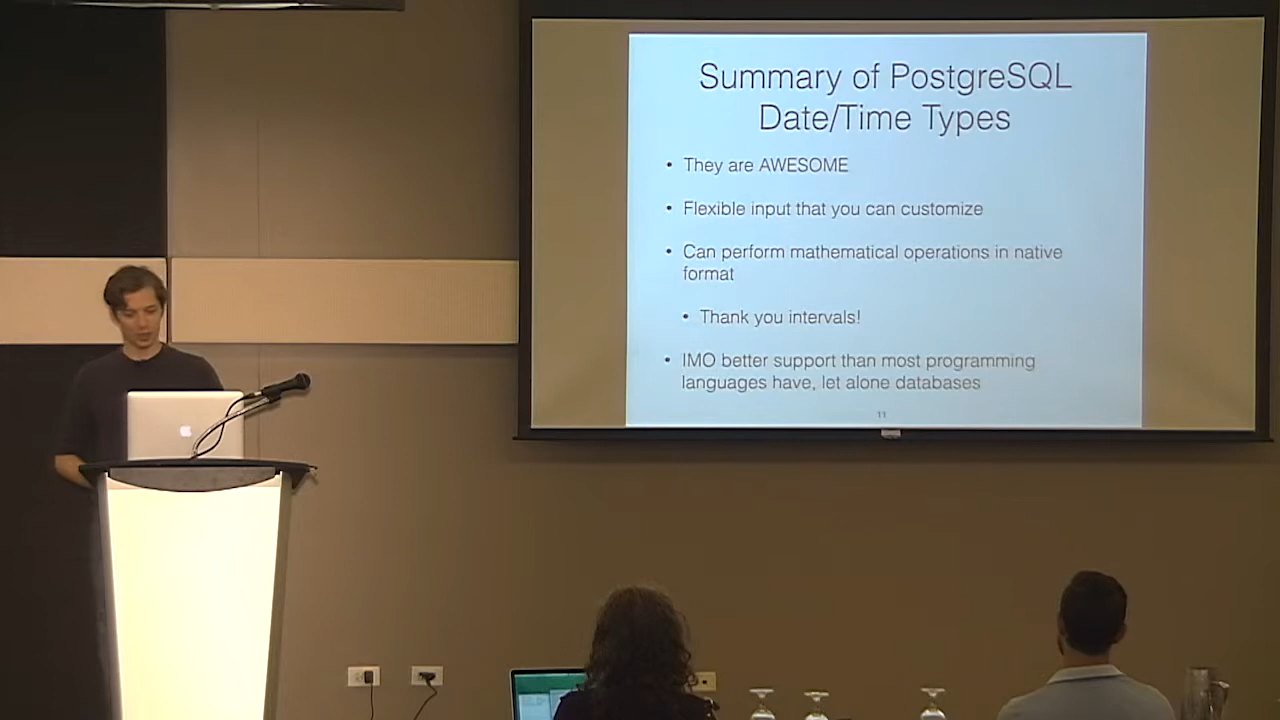 Summary of PostgreSQL
Date/Time Types
• They are AWESOME
• Flexible input that you can customize
• Can perform mathematical operations in native
format
• Thank you intervals!
• IMO better support than most programming
languages have, let alone databases
11